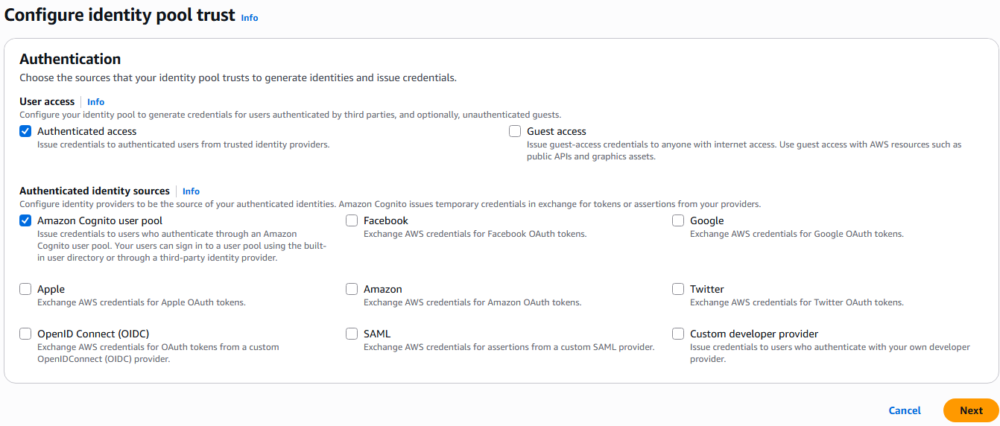 Configure identity pool trust Info
Authentication
Choose the sources that your identity pool trusts to generate identities and issue credentials.
User access Info
Configure your identity pool to generate credentials for users authenticated by third parties, and optionally, unauthenticated guests.
Authenticated access
Issue credentials to authenticated users from trusted identity providers.
Guest access
Issue guest-access credentials to anyone with internet access. Use guest access with AWS resources such as
public APIs and graphics assets.
Authenticated identity sources Info
Configure identity providers to be the source of your authenticated identities. Amazon Cognito issues temporary credentials in exchange for tokens or assertions from your providers.
Amazon Cognito user pool
Issue credentials to users who authenticate through an Amazon
Cognito user pool. Your users can sign in to a user pool using the built-
in user directory or through a third-party identity provider.
Facebook
Exchange AWS credentials for Facebook OAuth tokens.
Google
Exchange AWS credentials for Google OAuth tokens.
Apple
Exchange AWS credentials for Apple OAuth tokens.
Amazon
Exchange AWS credentials for Amazon OAuth tokens.
Twitter
Exchange AWS credentials for Twitter OAuth tokens.
OpenID Connect (OIDC)
Exchange AWS credentials for OAuth tokens from a custom
OpenIDConnect (OIDC) provider.
SAML
Exchange AWS credentials for assertions from a custom SAML provider.
Custom developer provider
Issue credentials to users who authenticate with your own developer
provider.
Cancel Next